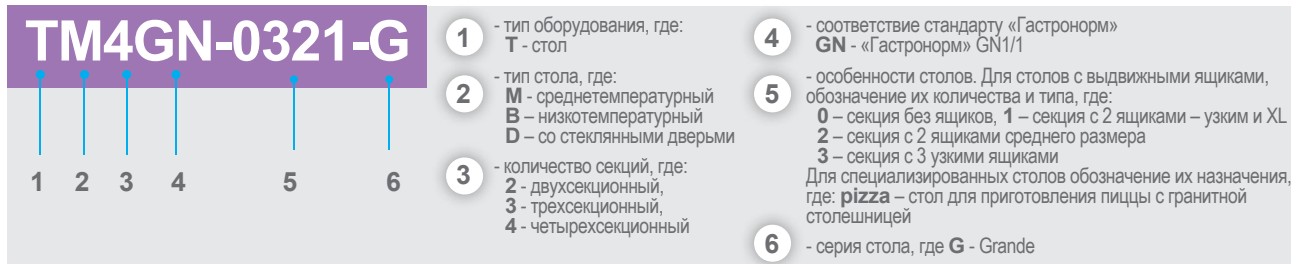 TM4GN-0321-G
1 2 3 4 5 6
1 - тип оборудования, где:
T - стол
2 - тип стола, где:
M - среднетемпературный
B – низкотемпературный
D – со стеклянными дверьми
3 - количество секций, где:
2 - двухсекционный,
3 - трехсекционный,
4 - четырехсекционный
4 - соответствие стандарту «Гастронорм»
GN - «Гастронорм» GN1/1
5 - особенности столов. Для столов с выдвижными ящиками,
обозначение их количества и типа, где:
0 – секция без ящиков, 1 – секция с 2 ящиками – узким и XL
2 – секция с 2 ящиками среднего размера
3 – секция с 3 узкими ящиками
Для специализированных столов обозначение их назначения,
где: pizza – стол для приготовления пиццы с гранитной
столешницей
6 - серия стола, где G - Grande